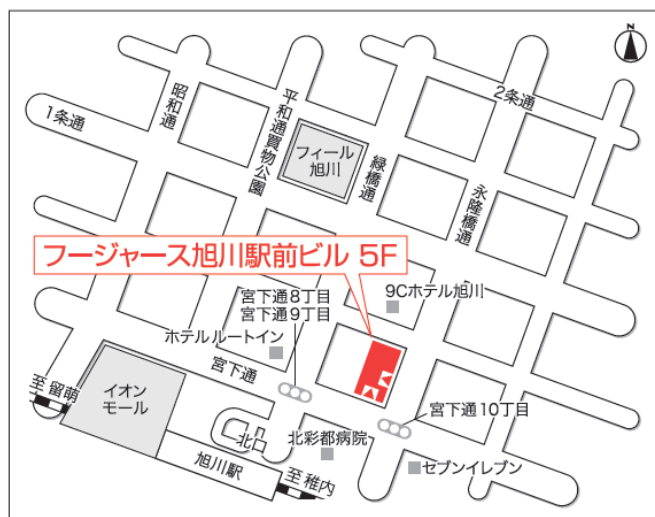 N
2条通
昭和通
1条通
平和通買物公園
フィール
旭川
緑橋通
永隆橋通
フージャース旭川駅前ビル 5F
宮下通8丁目
宮下通9丁目
9Cホテル旭川
ホテルルートイン
宮下通
至 留萌
イオン
モール
宮下通10丁目
北口
北彩都病院
旭川駅
セブンイレブン
至 稚内